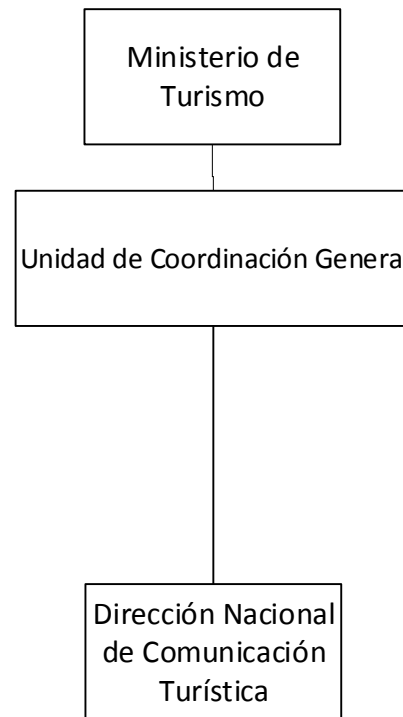 Ministerio de
Turismo
Unidad de Coordinación Genera
Dirección Nacional
de Comunicación
Turística